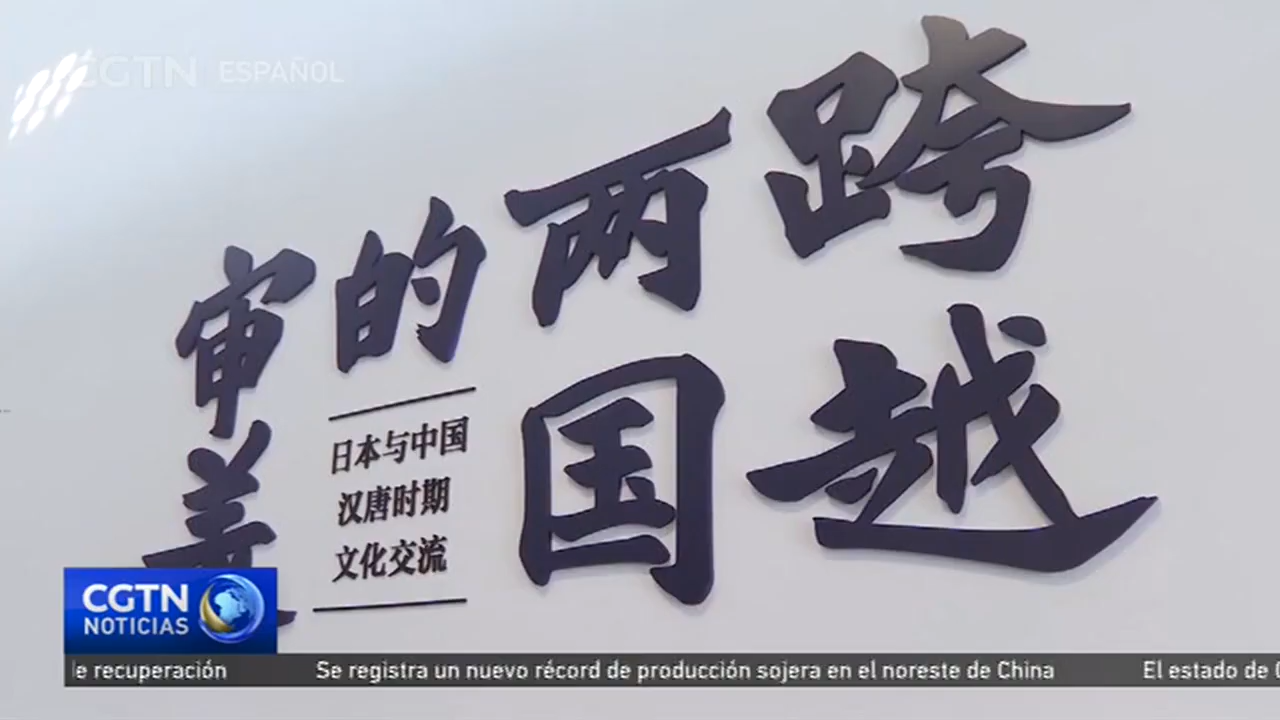 CGTN ESPAÑOL
跨越
两国
的
审美
日本与中国
汉唐时期
文化交流
CGTN
NOTICIAS
e recuperación Se registra un nuevo récord de producción sojera en el noreste de China El estado de